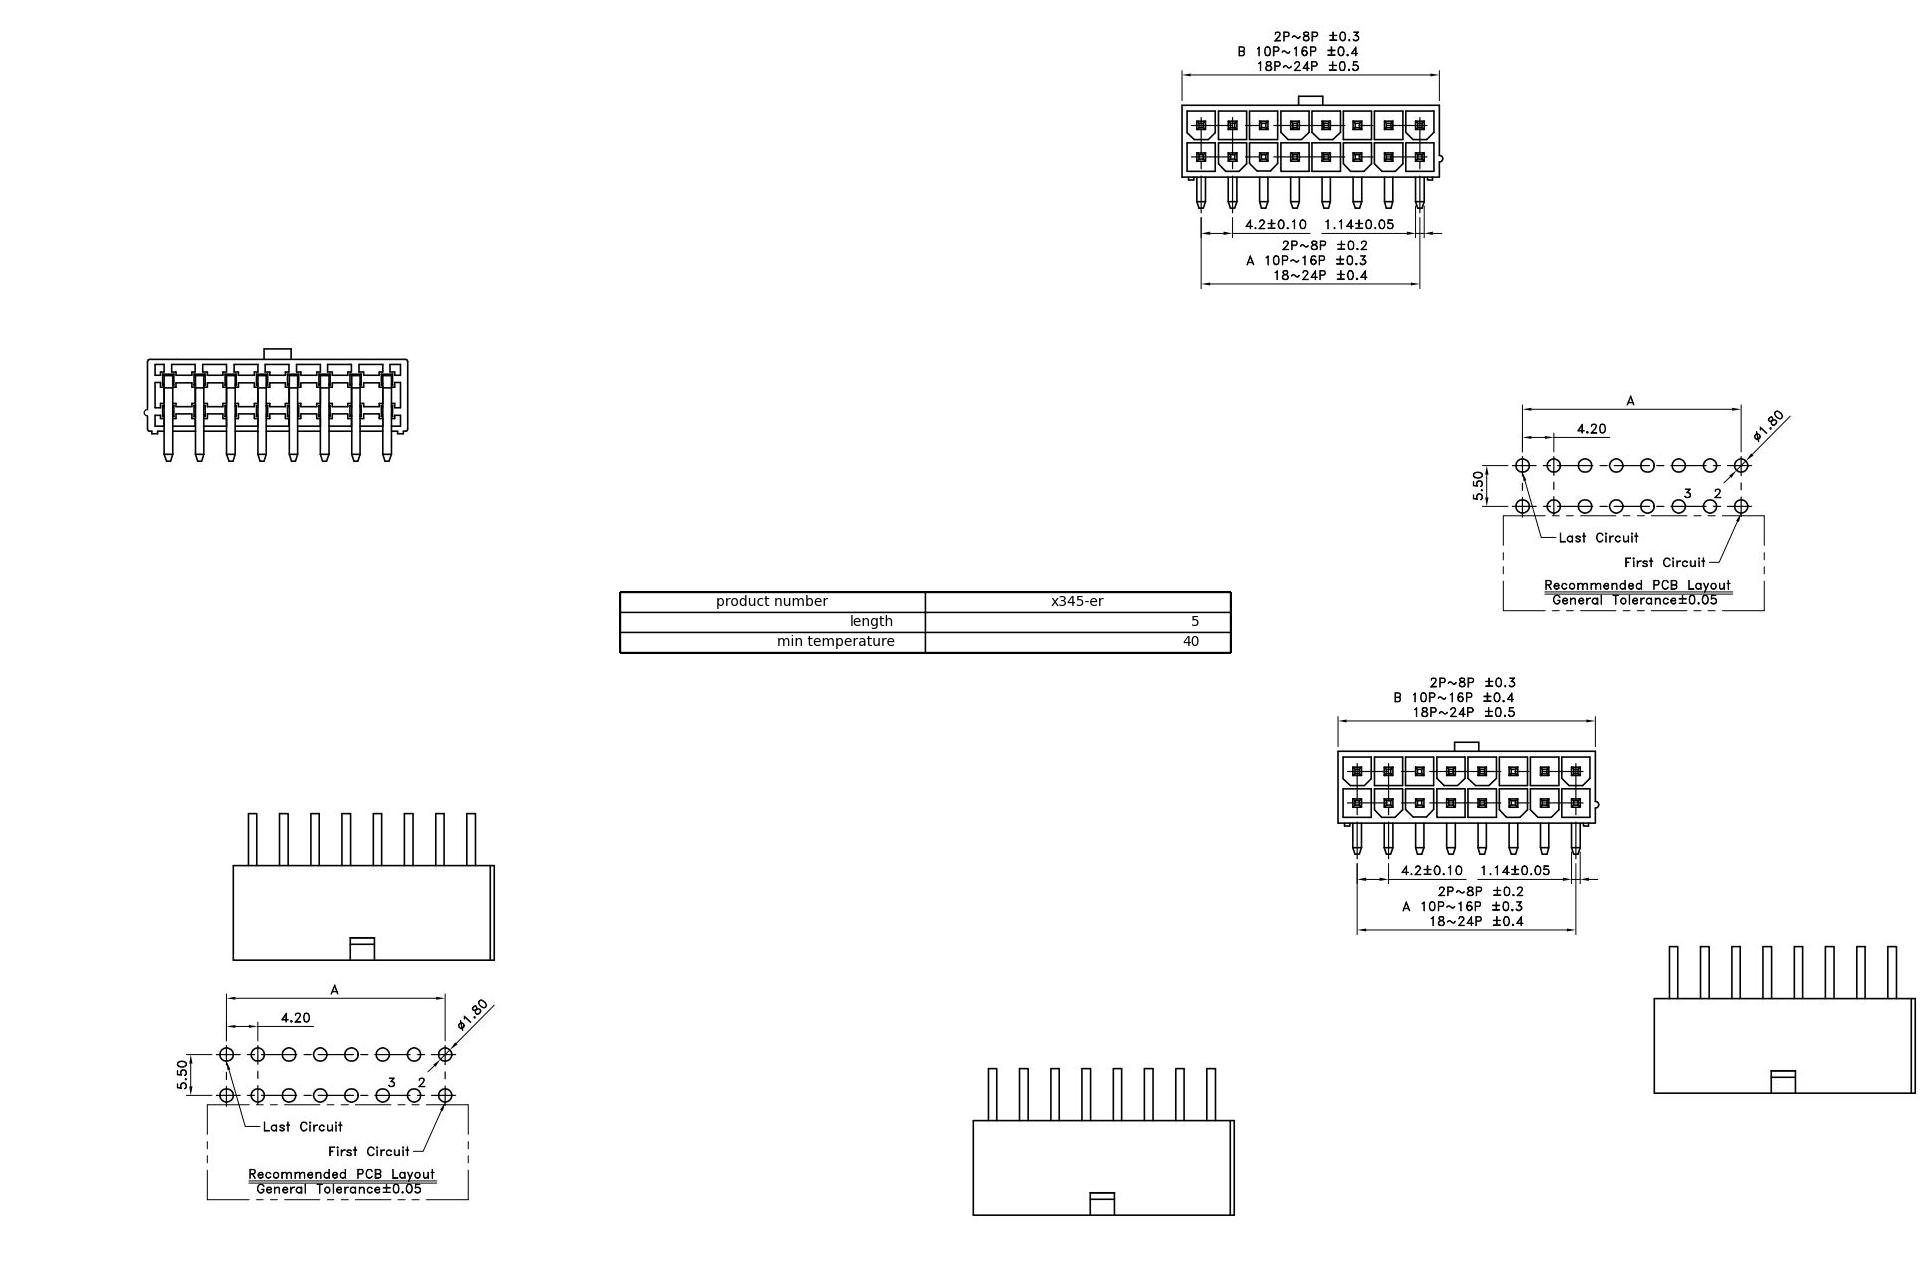 2P~8P ±0.3
B 10P~16P ±0.4
18P~24P ±0.5
4.2±0.10 1.14±0.05
2P~8P ±0.2
A 10P~16P ±0.3
18~24P ±0.4
A
4.20
ø1.80
5.50
3 2
Last Circuit
First Circuit
Recommended PCB Layout
General Tolerance±0.05
product number x345-er
length 5
min temperature 40
2P~8P ±0.3
B 10P~16P ±0.4
18P~24P ±0.5
4.2±0.10 1.14±0.05
2P~8P ±0.2
A 10P~16P ±0.3
18~24P ±0.4
A
4.20
ø1.80
5.50
3 2
Last Circuit
First Circuit
Recommended PCB Layout
General Tolerance±0.05